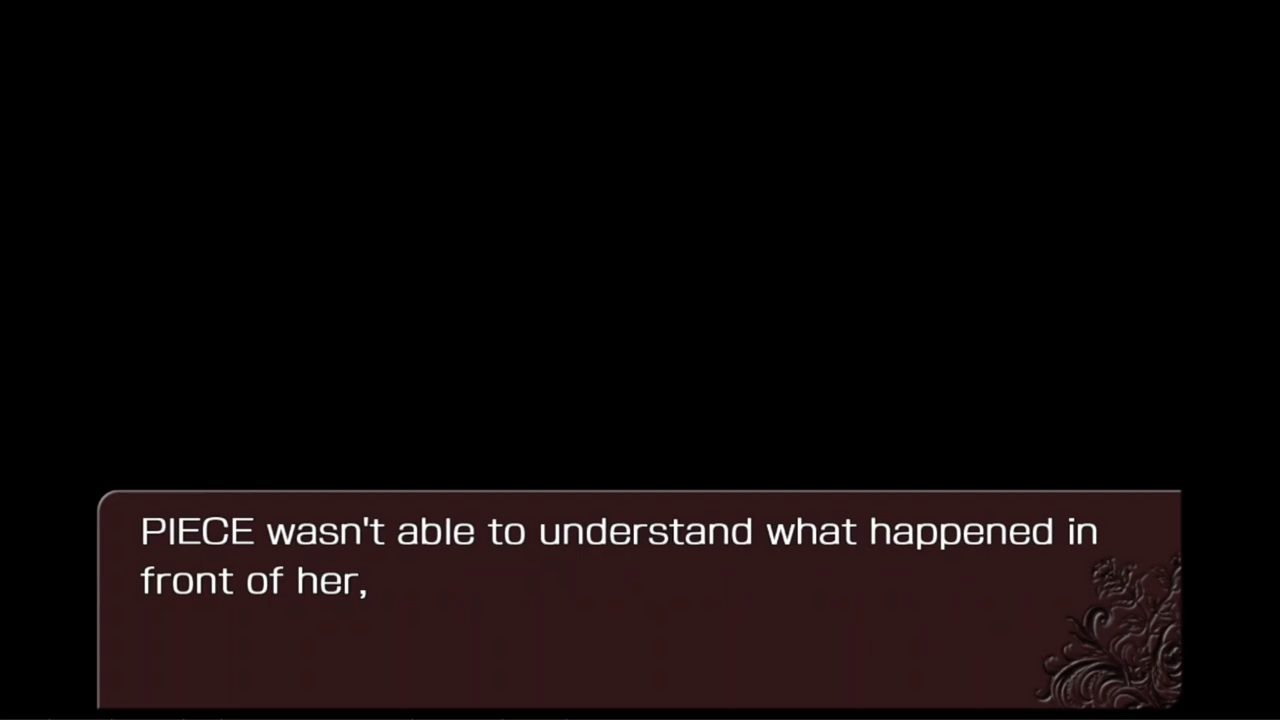 PIECE wasn't able to understand what happened in
front of her,